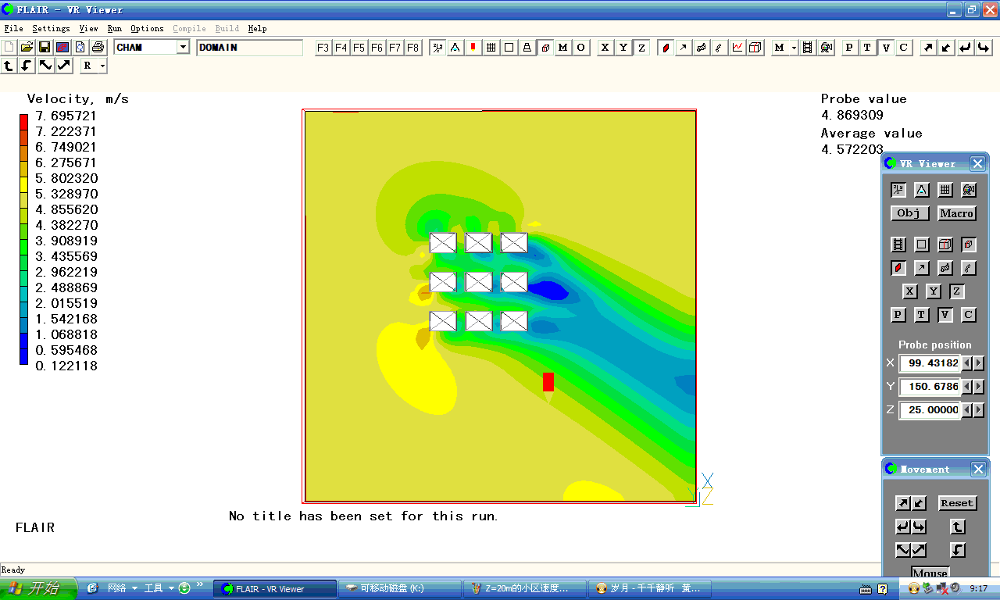 FLAIR - VR Viewer
File Settings View Run Options Compile Build Help
CHAM DOMAIN F3 F4 F5 F6 F7 F8 M O X Y Z M P T V C
R
Velocity, m/s
7.695721
7.222371
6.749021
6.275671
5.802320
5.328970
4.855620
4.382270
3.908919
3.435569
2.962219
2.488869
2.015519
1.542168
1.068818
0.595468
0.122118
Probe value
4.869309
Average value
4.572203
VR Viewer
Obj Macro
X Y Z
P T V C
Probe position
X 99.43182
Y 150.6786
Z 25.00000
X
Y
Z
Movement
Reset
Mouse
No title has been set for this run.
FLAIR
Ready
开始 网络 工具 » FLAIR - VR Viewer 可移动磁盘 (K:) Z=20m的小区速度... 岁月 - 千千静听 黄... 9:17